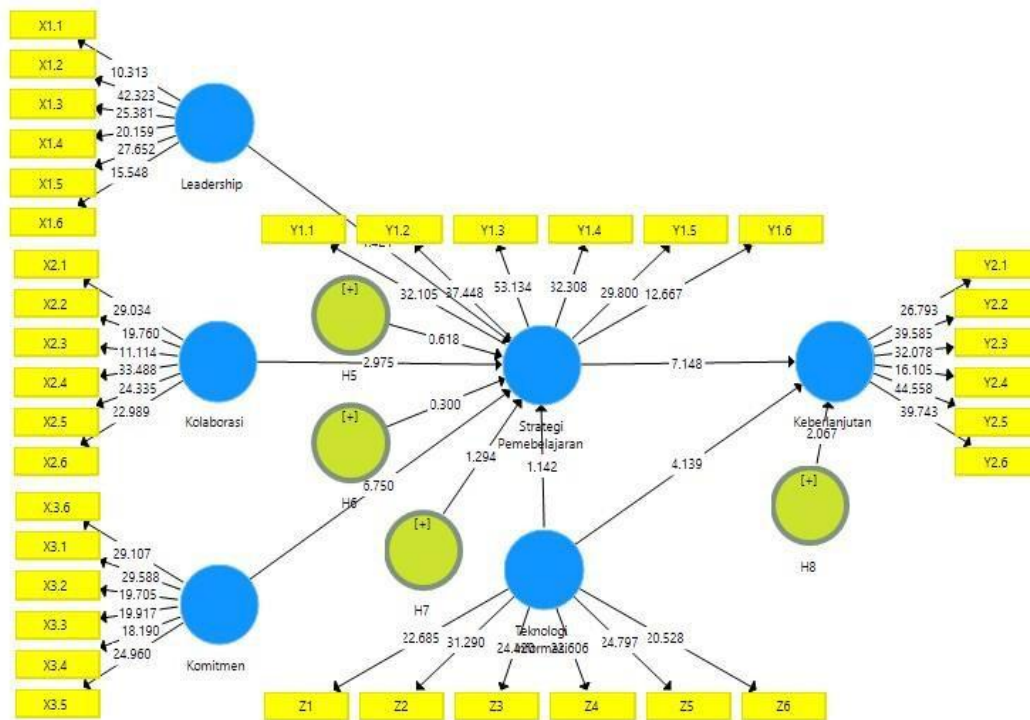 X1.1
X1.2
X1.3
X1.4
X1.5
X1.6
10.313
42.323
25.381
20.159
27.652
15.548
Leadership
Y1.1
Y1.2
Y1.3
Y1.4
Y1.5
Y1.6
32.105
37.448
53.134
32.308
29.800
12.667
X2.1
X2.2
X2.3
X2.4
X2.5
X2.6
29.034
19.760
11.114
33.488
24.335
22.989
Kolaborasi
[+]
H5
0.618
2.975
[+]
H6
0.300
6.750
[+]
H7
1.294
Strategi
Pemebelajaran
1.142
7.148
4.139
Keberlanjutan
2.067
[+]
H8
Y2.1
Y2.2
Y2.3
Y2.4
Y2.5
Y2.6
26.793
39.585
32.078
16.105
44.558
39.743
X.3.6
X3.1
X3.2
X3.3
X3.4
X3.5
29.107
29.588
19.705
19.917
18.190
24.960
Komitmen
Teknologi
Informasi
22.685
31.290
24.797
20.528
Z1
Z2
Z3
Z4
Z5
Z6